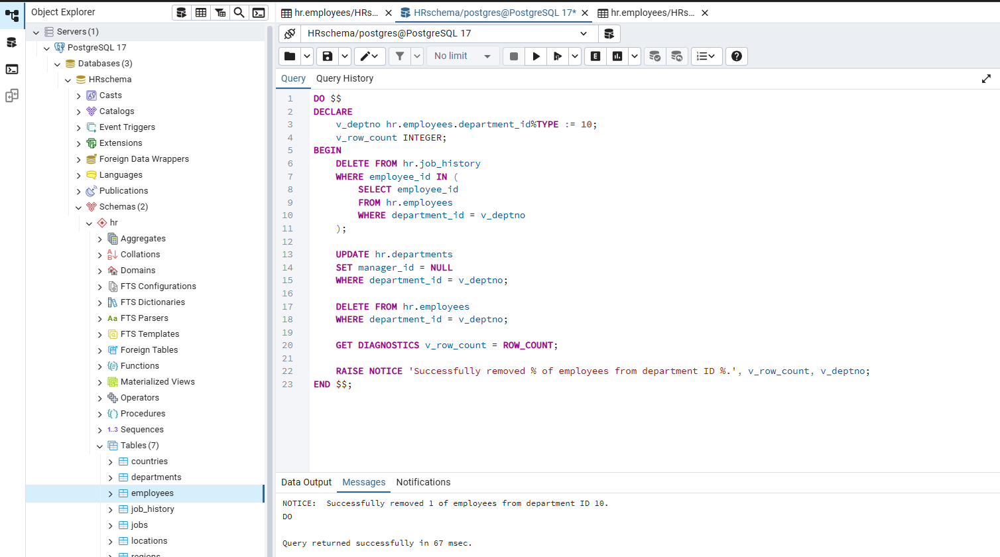 Object Explorer
Servers (1)
PostgreSQL 17
Databases (3)
HRschema
Casts
Catalogs
Event Triggers
Extensions
Foreign Data Wrappers
Languages
Publications
Schemas (2)
hr
Aggregates
Collations
Domains
FTS Configurations
FTS Dictionaries
Aa FTS Parsers
FTS Templates
Foreign Tables
Functions
Materialized Views
Operators
Procedures
1..3 Sequences
Tables (7)
countries
departments
employees
job_history
jobs
locations
regions
hr.employees/HRs... HRschema/postgres@PostgreSQL 17* hr.employees/HRs...
HRschema/postgres@PostgreSQL 17
No limit E
Query Query History
1 DO $$
2 DECLARE
3 v_deptno hr.employees.department_id%TYPE := 10;
4 v_row_count INTEGER;
5 BEGIN
6 DELETE FROM hr.job_history
7 WHERE employee_id IN (
8 SELECT employee_id
9 FROM hr.employees
10 WHERE department_id = v_deptno
11 );
12
13 UPDATE hr.departments
14 SET manager_id = NULL
15 WHERE department_id = v_deptno;
16
17 DELETE FROM hr.employees
18 WHERE department_id = v_deptno;
19
20 GET DIAGNOSTICS v_row_count = ROW_COUNT;
21
22 RAISE NOTICE 'Successfully removed % of employees from department ID %.', v_row_count, v_deptno;
23 END $$;
Data Output Messages Notifications
NOTICE:  Successfully removed 1 of employees from department ID 10.
DO
Query returned successfully in 67 msec.